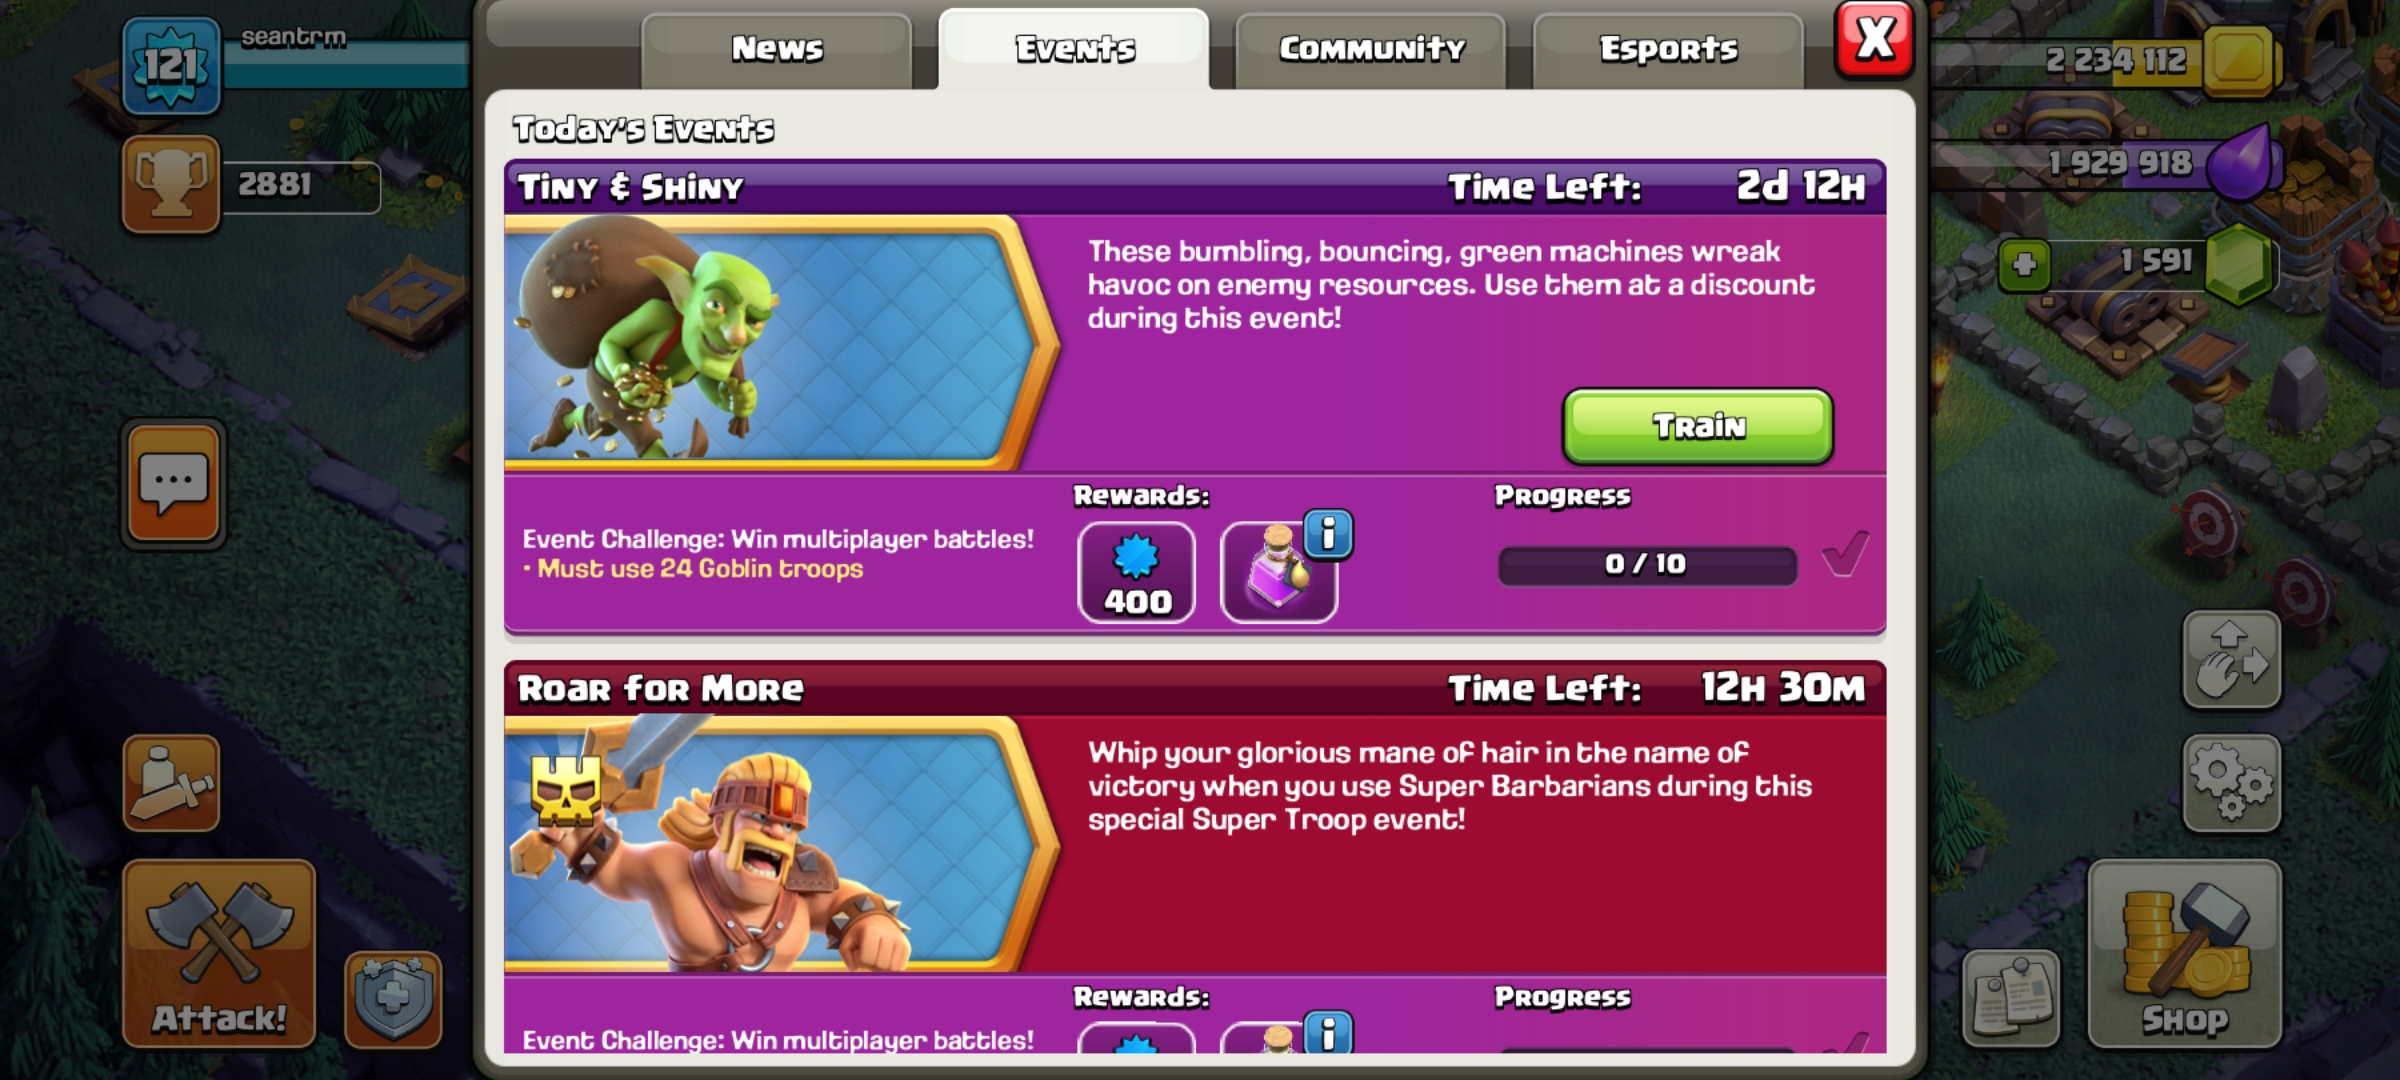 121
seantrm
2881
News
Events
Community
Esports
X
2 234 112
1 929 918
1 591
Today's Events
Tiny & Shiny
Time Left: 2d 12h
These bumbling, bouncing, green machines wreak
havoc on enemy resources. Use them at a discount
during this event!
Train
Rewards:
Progress
Event Challenge: Win multiplayer battles!
• Must use 24 Goblin troops
400
i
0 / 10
Roar for More
Time Left: 12h 30m
Whip your glorious mane of hair in the name of
victory when you use Super Barbarians during this
special Super Troop event!
Rewards:
Progress
Event Challenge: Win multiplayer battles!
i
Attack!
Shop